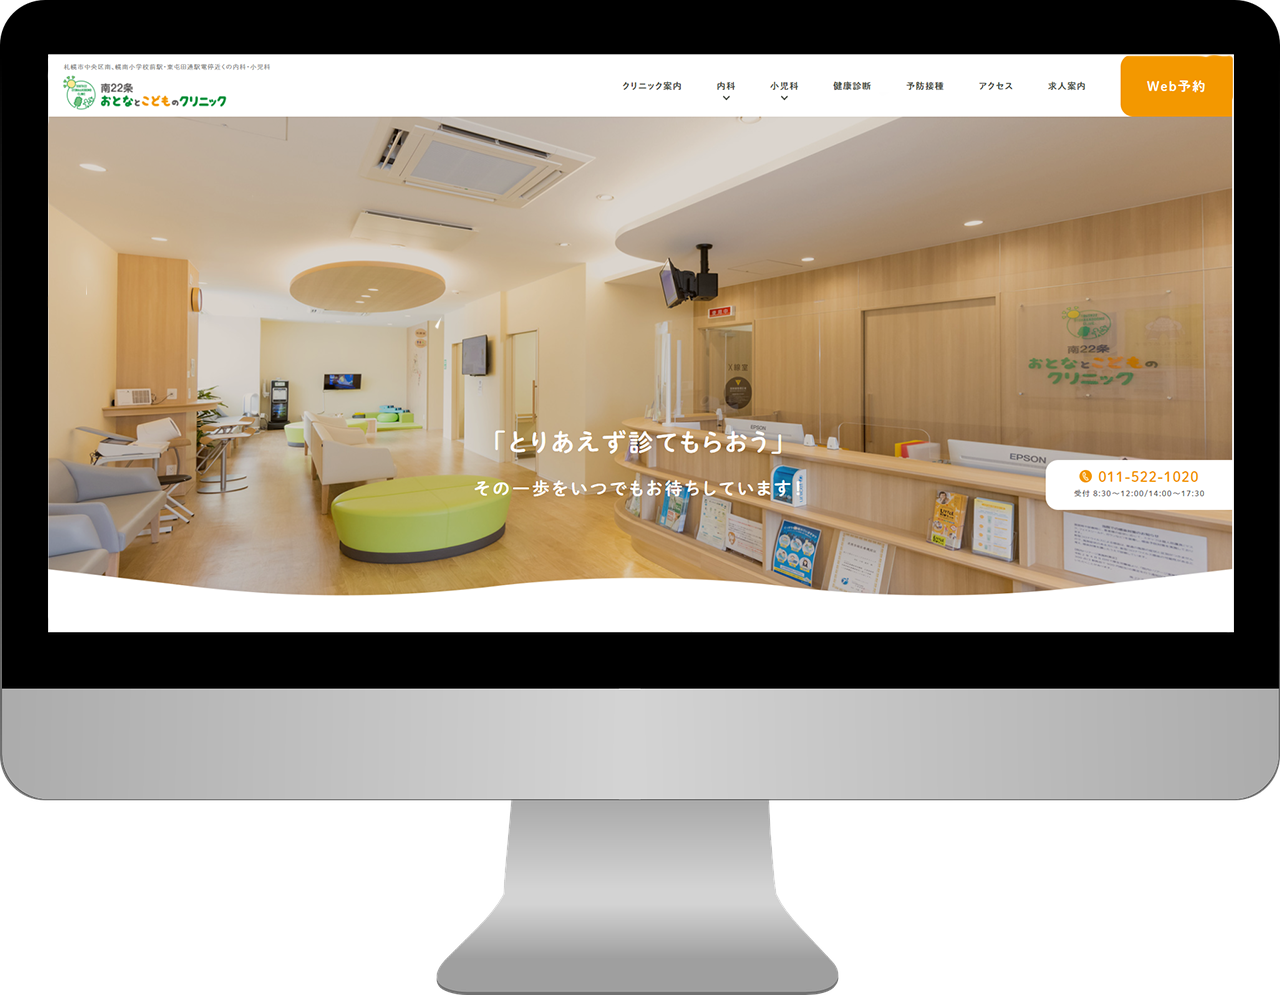 札幌市中央区南、幌南小学校前駅・東屯田通駅電停近くの内科・小児科
南22条
おとなとこどものクリニック
クリニック案内
内科
小児科
健康診断
予防接種
アクセス
求人案内
Web予約
南22条
おとなとこどもの
クリニック
X線室
EPSON
EPSON
「とりあえず診てもらおう」
その一歩をいつでもお待ちしています
011-522-1020
受付 8:30〜12:00/14:00〜17:30